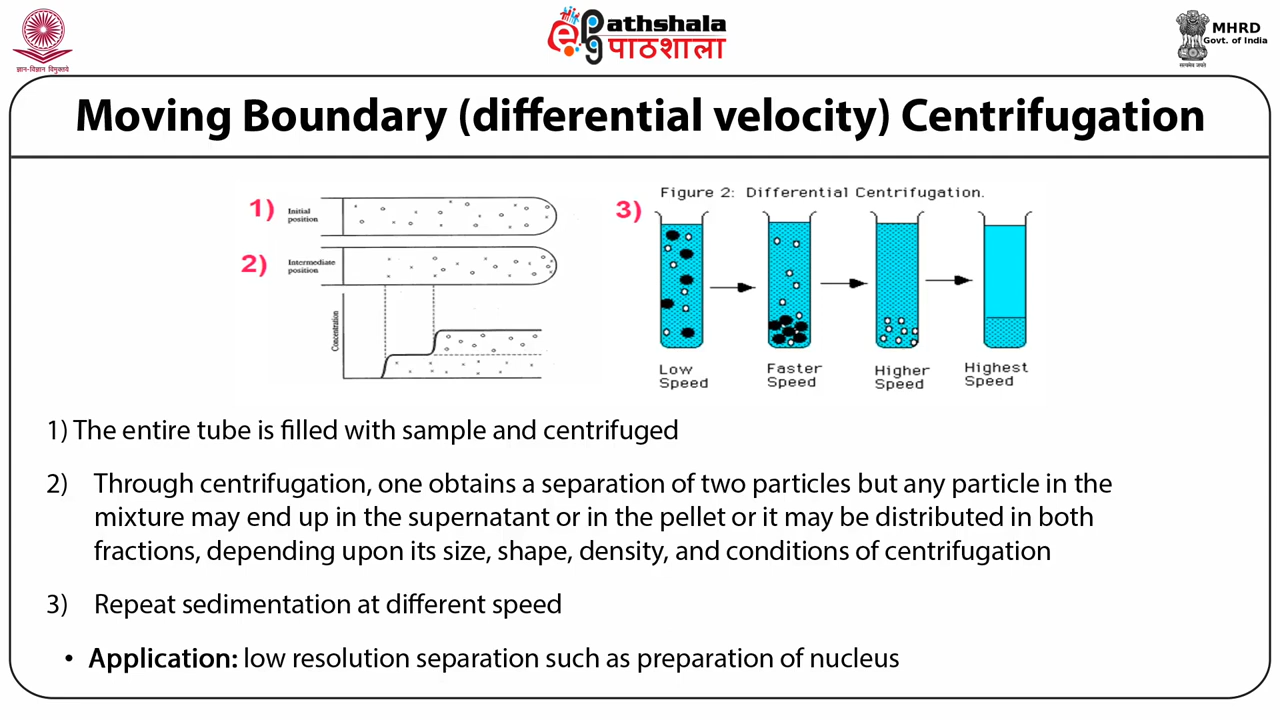 ज्ञान-विज्ञान विमुक्तये
ePathshala
पाठशाला
MHRD
Govt. of India
सत्यमेव जयते
Moving Boundary (differential velocity) Centrifugation
1)
Initial
position
2)
Intermediate
position
Concentration
3)
Figure 2: Differential Centrifugation.
Low
Speed
Faster
Speed
Higher
Speed
Highest
Speed
1) The entire tube is filled with sample and centrifuged
2) Through centrifugation, one obtains a separation of two particles but any particle in the
mixture may end up in the supernatant or in the pellet or it may be distributed in both
fractions, depending upon its size, shape, density, and conditions of centrifugation
3) Repeat sedimentation at different speed
• Application: low resolution separation such as preparation of nucleus